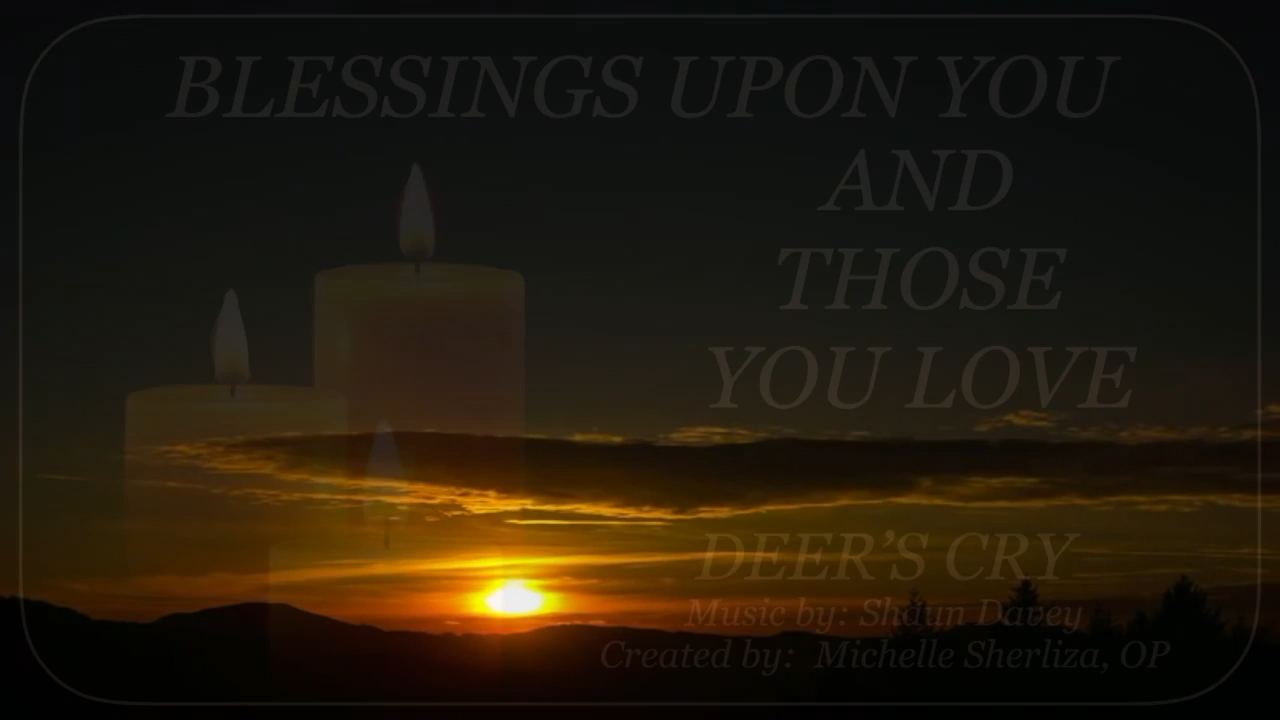 BLESSINGS UPON YOU
AND
THOSE
YOU LOVE
DEER'S CRY
Music by: Shaun Davey
Created by: Michelle Sherliza, OP